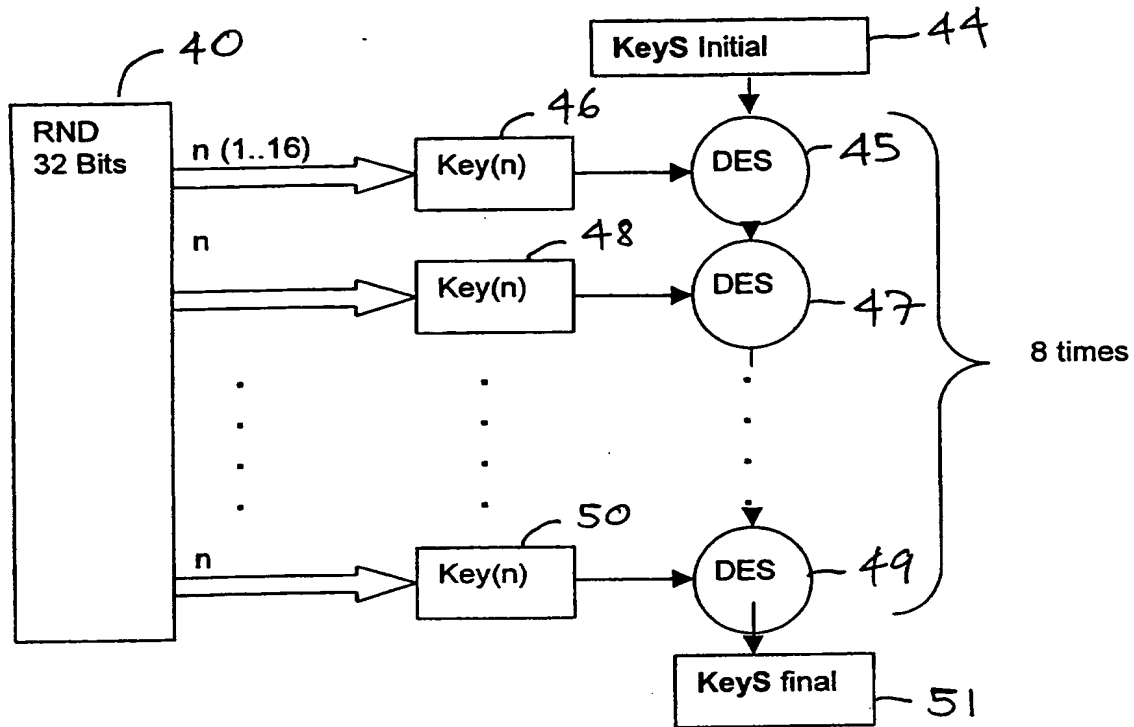 40
KeyS Initial
44
RND
32 Bits
n (1..16)
46
Key(n)
DES
45
n
48
Key(n)
DES
47
8 times
n
50
Key(n)
DES
49
KeyS final
51